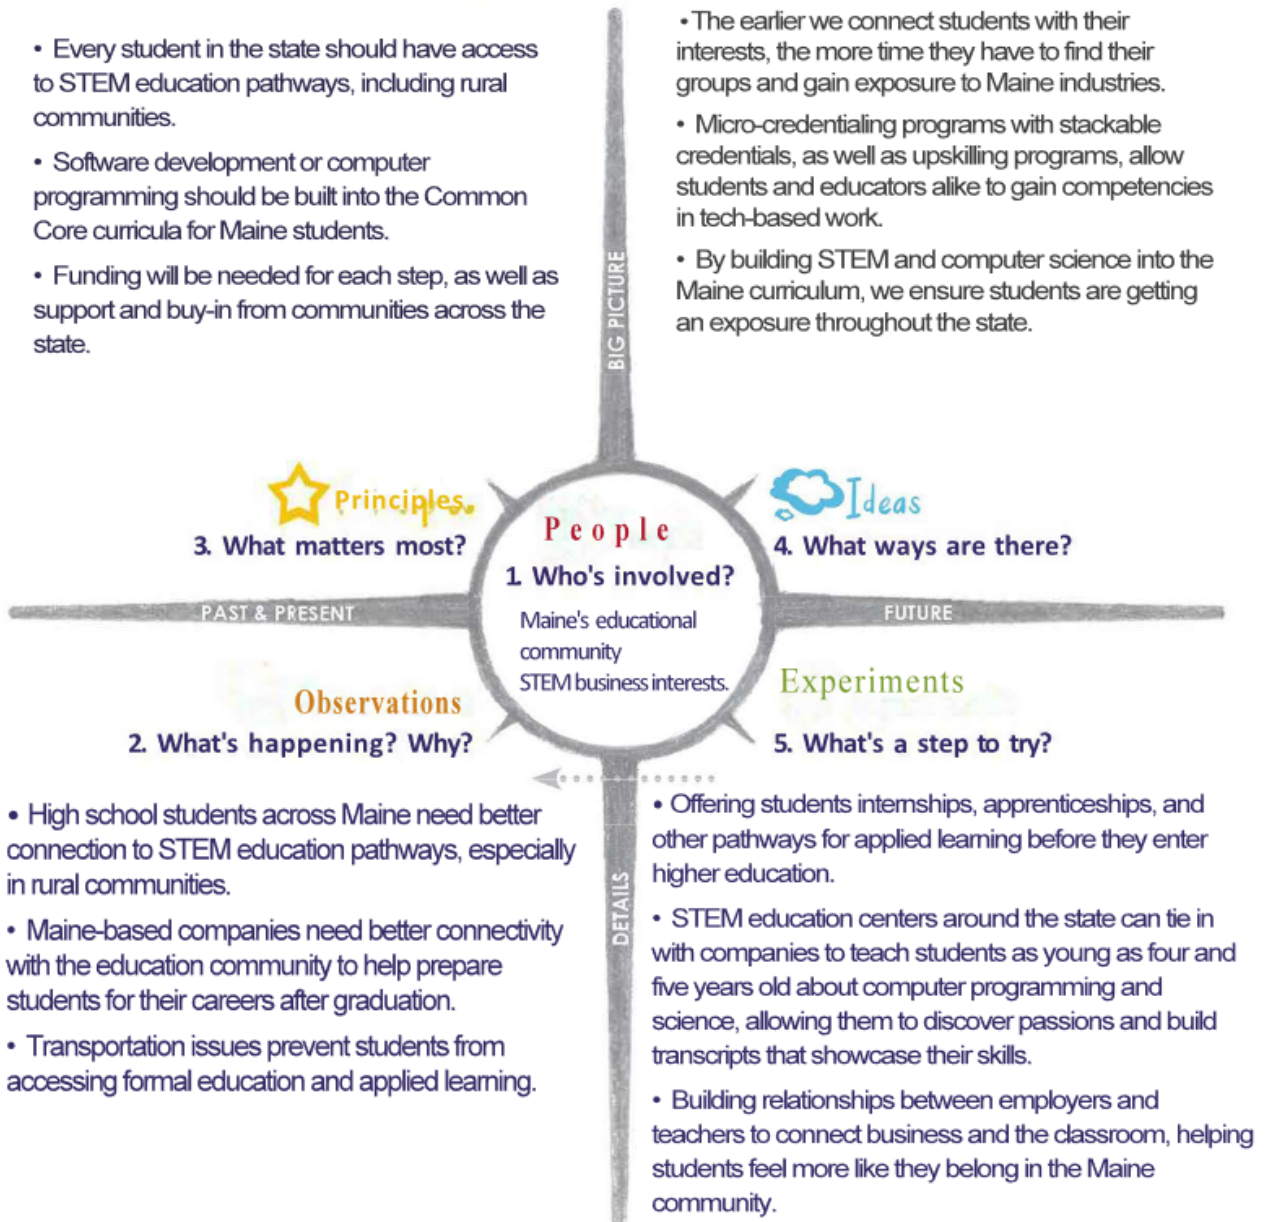 • Every student in the state should have access
to STEM education pathways, including rural
communities.
• Software development or computer
programming should be built into the Common
Core curricula for Maine students.
• Funding will be needed for each step, as well as
support and buy-in from communities across the
state.
• The earlier we connect students with their
interests, the more time they have to find their
groups and gain exposure to Maine industries.
• Micro-credentialing programs with stackable
credentials, as well as upskilling programs, allow
students and educators alike to gain competencies
in tech-based work.
• By building STEM and computer science into the
Maine curriculum, we ensure students are getting
an exposure throughout the state.
BIG PICTURE
Principles
3. What matters most?
People
1. Who's involved?
Maine's educational
community
STEM business interests.
Ideas
4. What ways are there?
PAST & PRESENT
FUTURE
Observations
2. What's happening? Why?
Experiments
5. What's a step to try?
DETAILS
• High school students across Maine need better
connection to STEM education pathways, especially
in rural communities.
• Maine-based companies need better connectivity
with the education community to help prepare
students for their careers after graduation.
• Transportation issues prevent students from
accessing formal education and applied learning.
• Offering students internships, apprenticeships, and
other pathways for applied learning before they enter
higher education.
• STEM education centers around the state can tie in
with companies to teach students as young as four and
five years old about computer programming and
science, allowing them to discover passions and build
transcripts that showcase their skills.
• Building relationships between employers and
teachers to connect business and the classroom, helping
students feel more like they belong in the Maine
community.